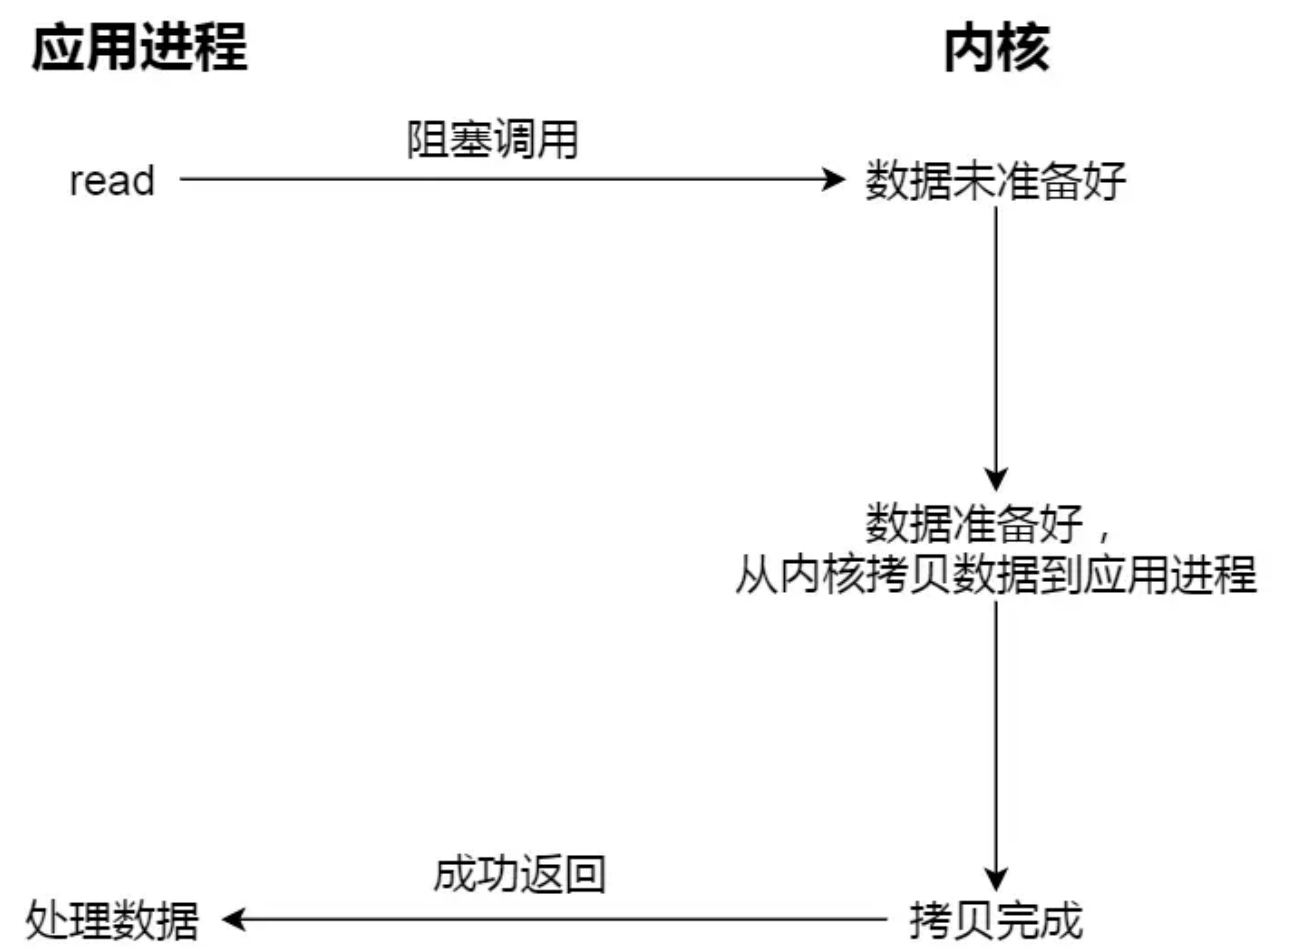 应用进程
内核
阻塞调用
read
数据未准备好
数据准备好，
从内核拷贝数据到应用进程
成功返回
处理数据
拷贝完成